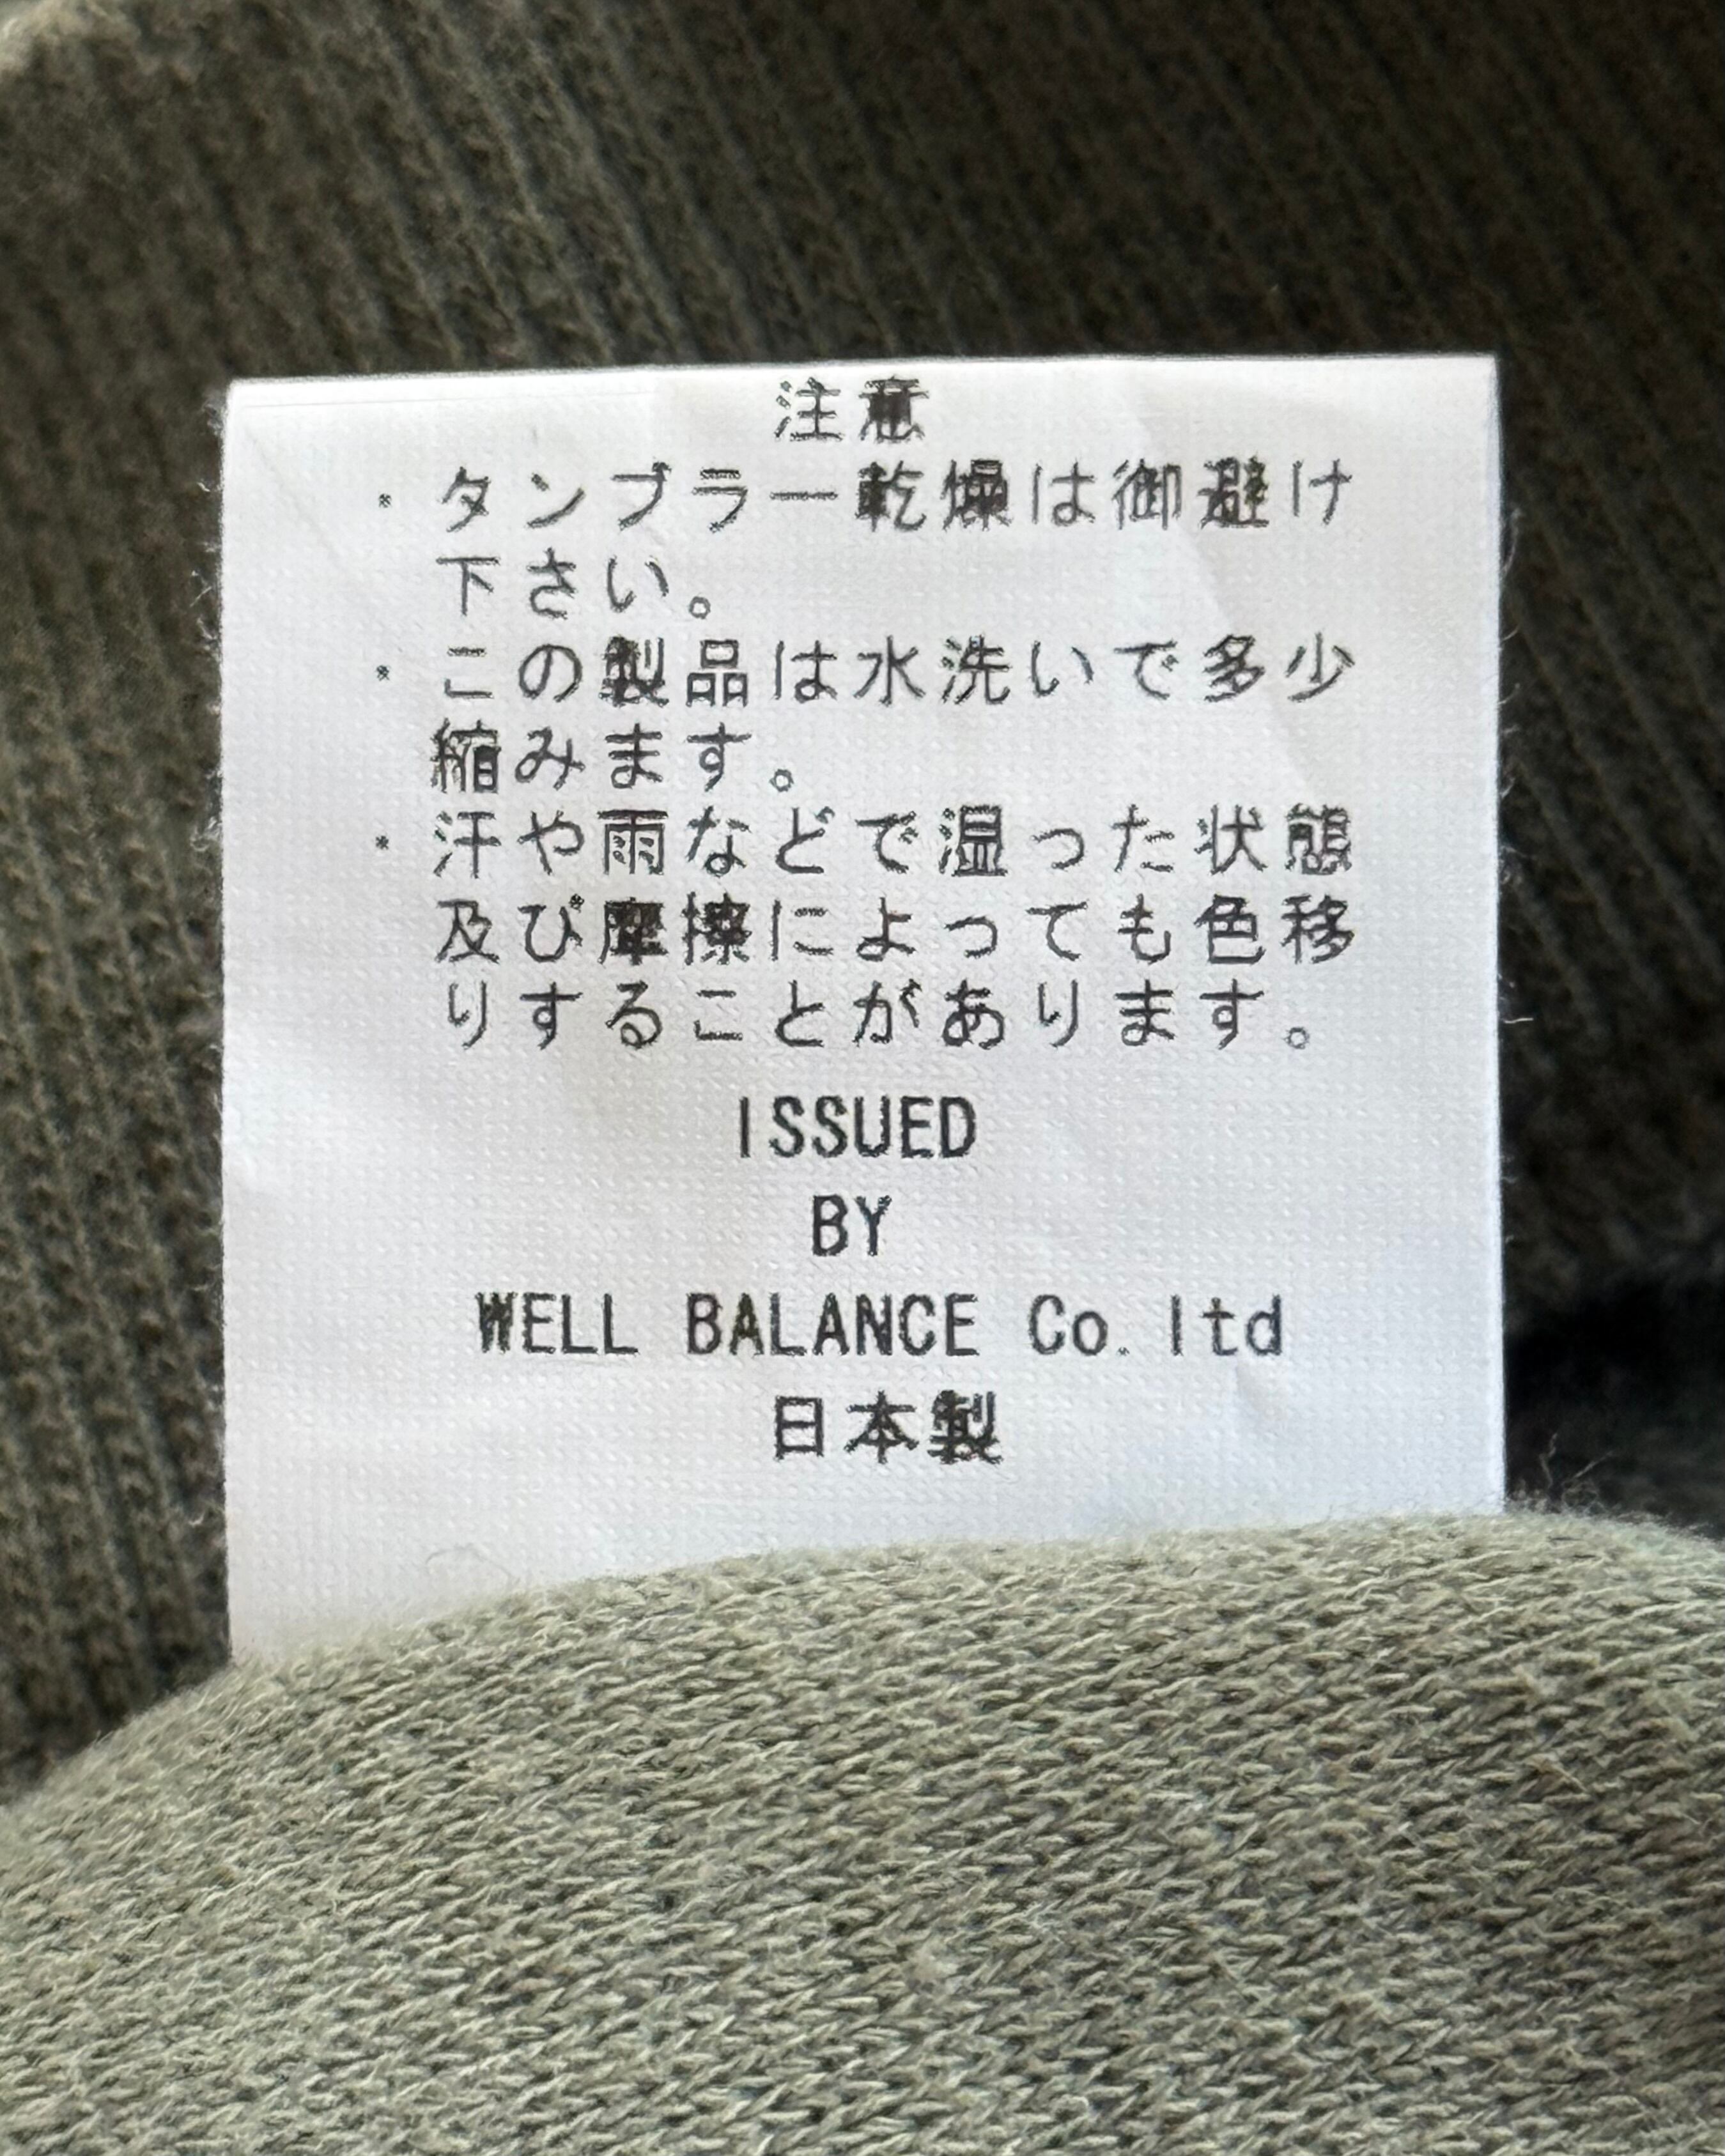 注意
・タンブラー乾燥は御避け
下さい。
・この製品は水洗いで多少
縮みます。
・汗や雨などで温った状態
及び摩擦によっても色移
りすることがあります。
ISSUED
BY
WELL BALANCE Co.ltd
日本製